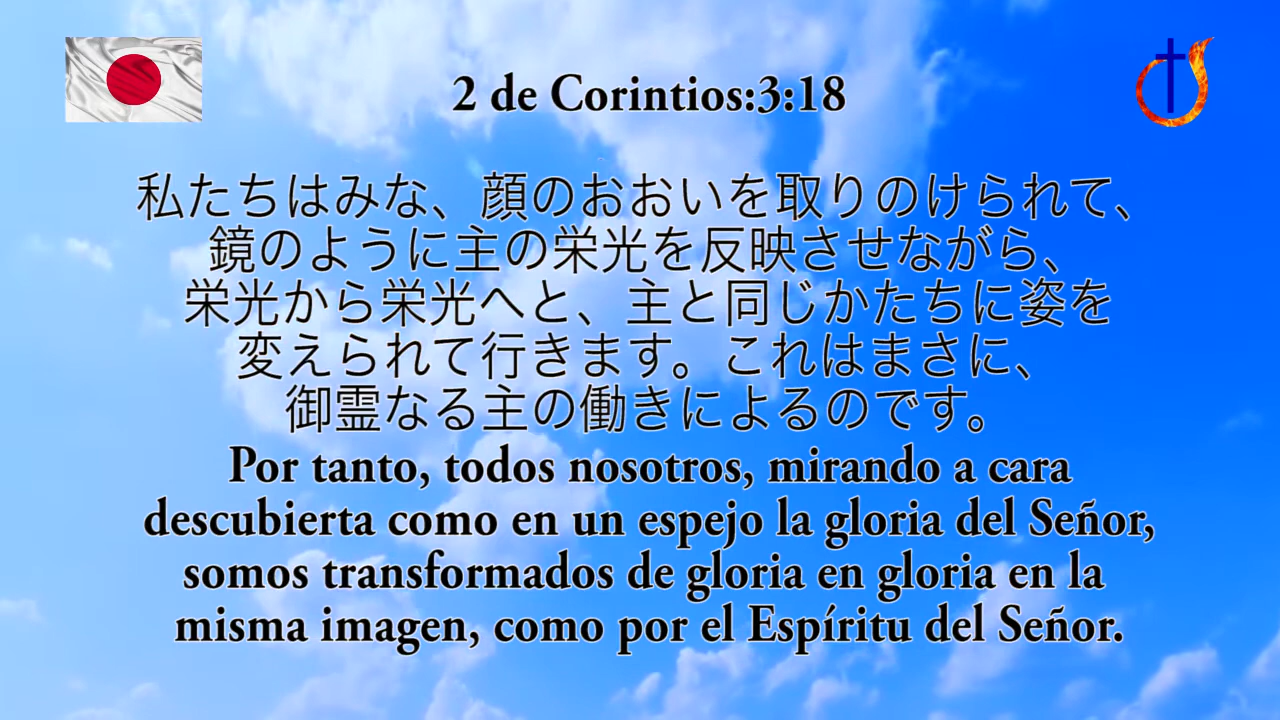 2 de Corintios:3:18
私たちはみな、顔のおおいを取りのけられて、
鏡のように主の栄光を反映させながら、
栄光から栄光へと、主と同じかたちに姿を
変えられて行きます。これはまさに、
御霊なる主の働きによるのです。
Por tanto, todos nosotros, mirando a cara
descubierta como en un espejo la gloria del Señor,
somos transformados de gloria en gloria en la
misma imagen, como por el Espíritu del Señor.